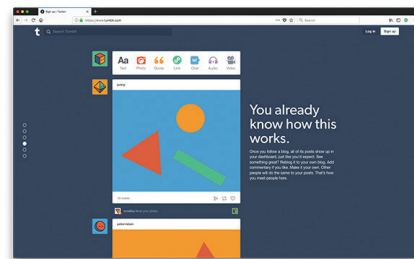 Sign up | Tumblr
https://www.tumblr.com
Search
t
Search Tumblr
Log in
Sign up
Aa
Text
Photo
Quote
Link
Chat
Audio
Video
You already
know how this
works.
Once you follow a blog, all of its posts show up in
your dashboard, just like you'd expect. See
something great? Reblog it to your own blog. Add
commentary if you like. Make it your own. Other
people will do the same to your posts. That's how
you meet people here.